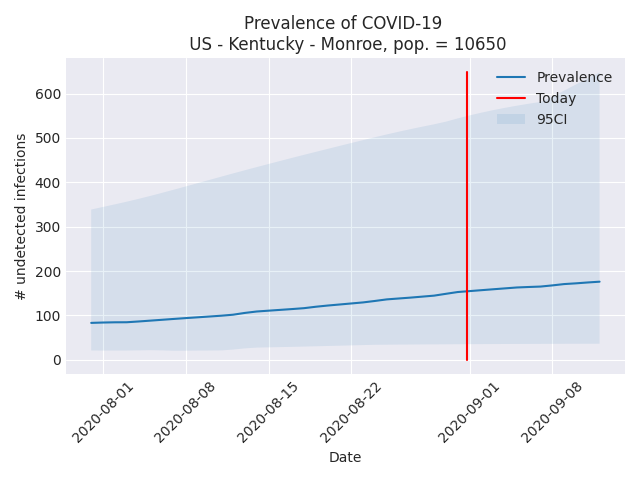 Prevalence of COVID-19
US - Kentucky - Monroe, pop. = 10650
Prevalence
Today
95CI
600
500
400
300
200
100
0
# undetected infections
2020-08-01
2020-08-08
2020-08-15
2020-08-22
2020-09-01
2020-09-08
Date